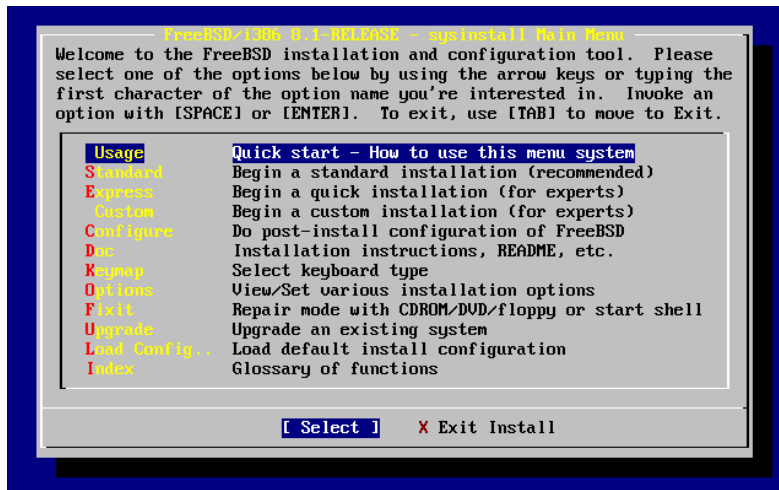 FreeBSD/i386 8.1-RELEASE - sysinstall Main Menu
Welcome to the FreeBSD installation and configuration tool. Please
select one of the options below by using the arrow keys or typing the
first character of the option name you're interested in. Invoke an
option with [SPACE] or [ENTER]. To exit, use [TAB] to move to Exit.
Usage Quick start - How to use this menu system
Standard Begin a standard installation (recommended)
Express Begin a quick installation (for experts)
Custom Begin a custom installation (for experts)
Configure Do post-install configuration of FreeBSD
Doc Installation instructions, README, etc.
Keymap Select keyboard type
Options View/Set various installation options
Fixit Repair mode with CDROM/DVD/floppy or start shell
Upgrade Upgrade an existing system
Load Config.. Load default install configuration
Index Glossary of functions
[ Select ] X Exit Install